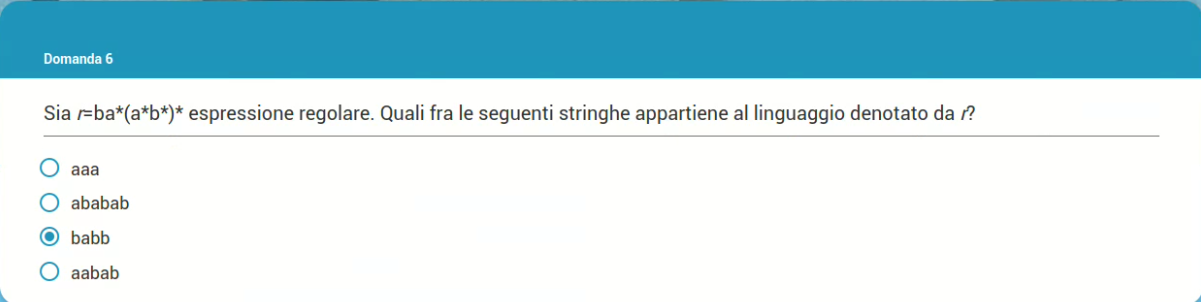 Domanda 6
Sia r=ba*(a*b*)* espressione regolare. Quali fra le seguenti stringhe appartiene al linguaggio denotato da r?
aaa
ababab
babb
aabab